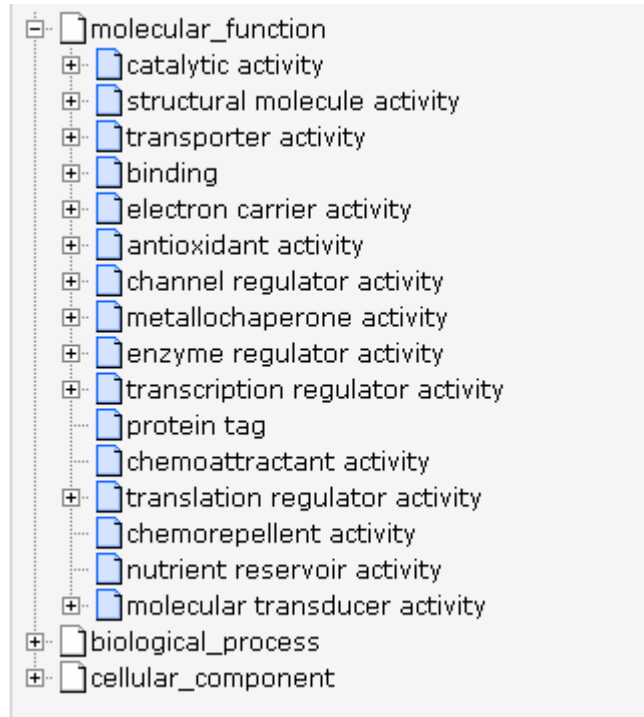 molecular_function
catalytic activity
structural molecule activity
transporter activity
binding
electron carrier activity
antioxidant activity
channel regulator activity
metallochaperone activity
enzyme regulator activity
transcription regulator activity
protein tag
chemoattractant activity
translation regulator activity
chemorepellent activity
nutrient reservoir activity
molecular transducer activity
biological_process
cellular_component